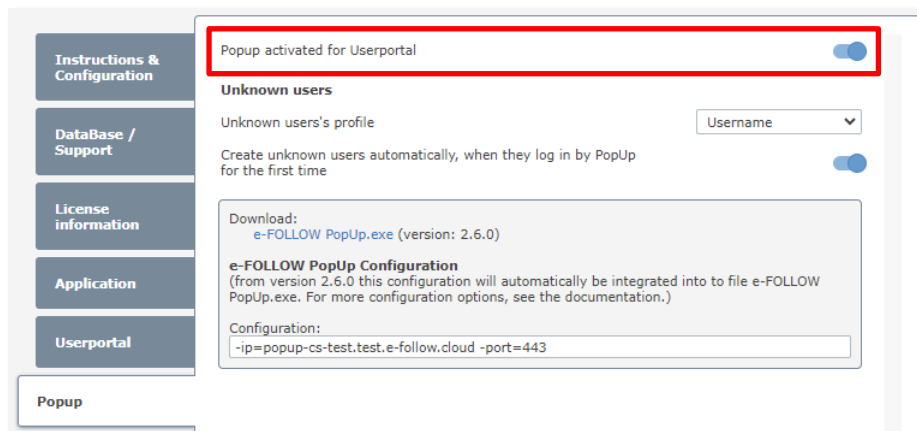 Instructions &
Configuration
DataBase /
Support
License
information
Application
Userportal
Popup
Popup activated for Userportal
Unknown users
Unknown users's profile
Username
Create unknown users automatically, when they log in by PopUp
for the first time
Download:
e-FOLLOW PopUp.exe (version: 2.6.0)
e-FOLLOW PopUp Configuration
(from version 2.6.0 this configuration will automatically be integrated into to file e-FOLLOW
PopUp.exe. For more configuration options, see the documentation.)
Configuration:
-ip=popup-cs-test.test.e-follow.cloud -port=443